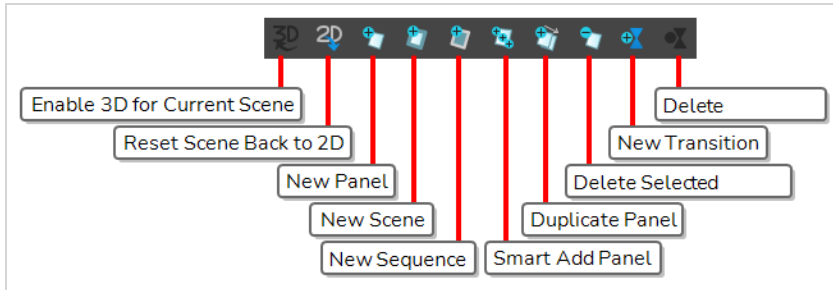 3D 2D
Enable 3D for Current Scene
Delete
Reset Scene Back to 2D
New Transition
New Panel
Delete Selected
New Scene
Duplicate Panel
New Sequence
Smart Add Panel